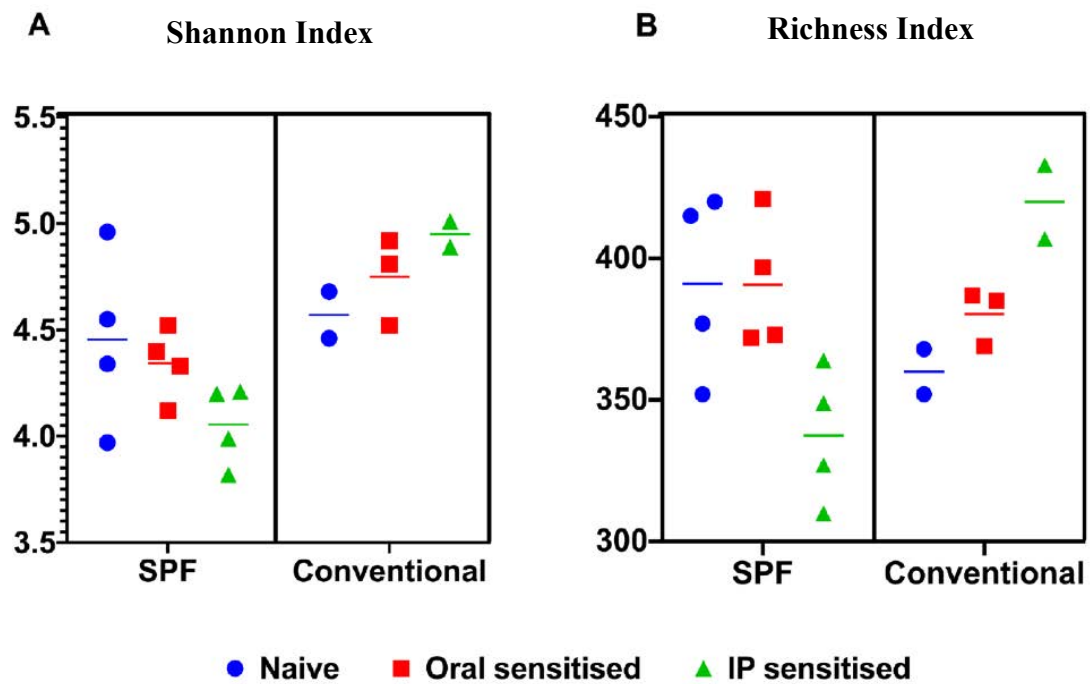 A
Shannon Index
5.5
5.0
4.5
4.0
3.5
SPF
Conventional
B
Richness Index
450
400
350
300
SPF
Conventional
Naive
Oral sensitised
IP sensitised